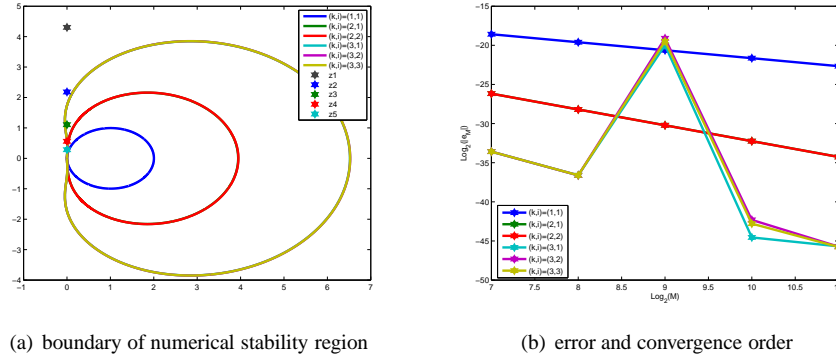 5
4
3
2
1
0
−1
−2
−3
−4
−1
0
1
2
3
4
5
6
7
(k,i)=(1,1)
(k,i)=(2,1)
(k,i)=(2,2)
(k,i)=(3,1)
(k,i)=(3,2)
(k,i)=(3,3)
z1
z2
z3
z4
z5
(a) boundary of numerical stability region
−15
−20
−25
−30
−35
−40
−45
−50
Log2(|eM|)
7
7.5
8
8.5
9
9.5
10
10.5
Log2(M)
(k,i)=(1,1)
(k,i)=(2,1)
(k,i)=(2,2)
(k,i)=(3,1)
(k,i)=(3,2)
(k,i)=(3,3)
(b) error and convergence order